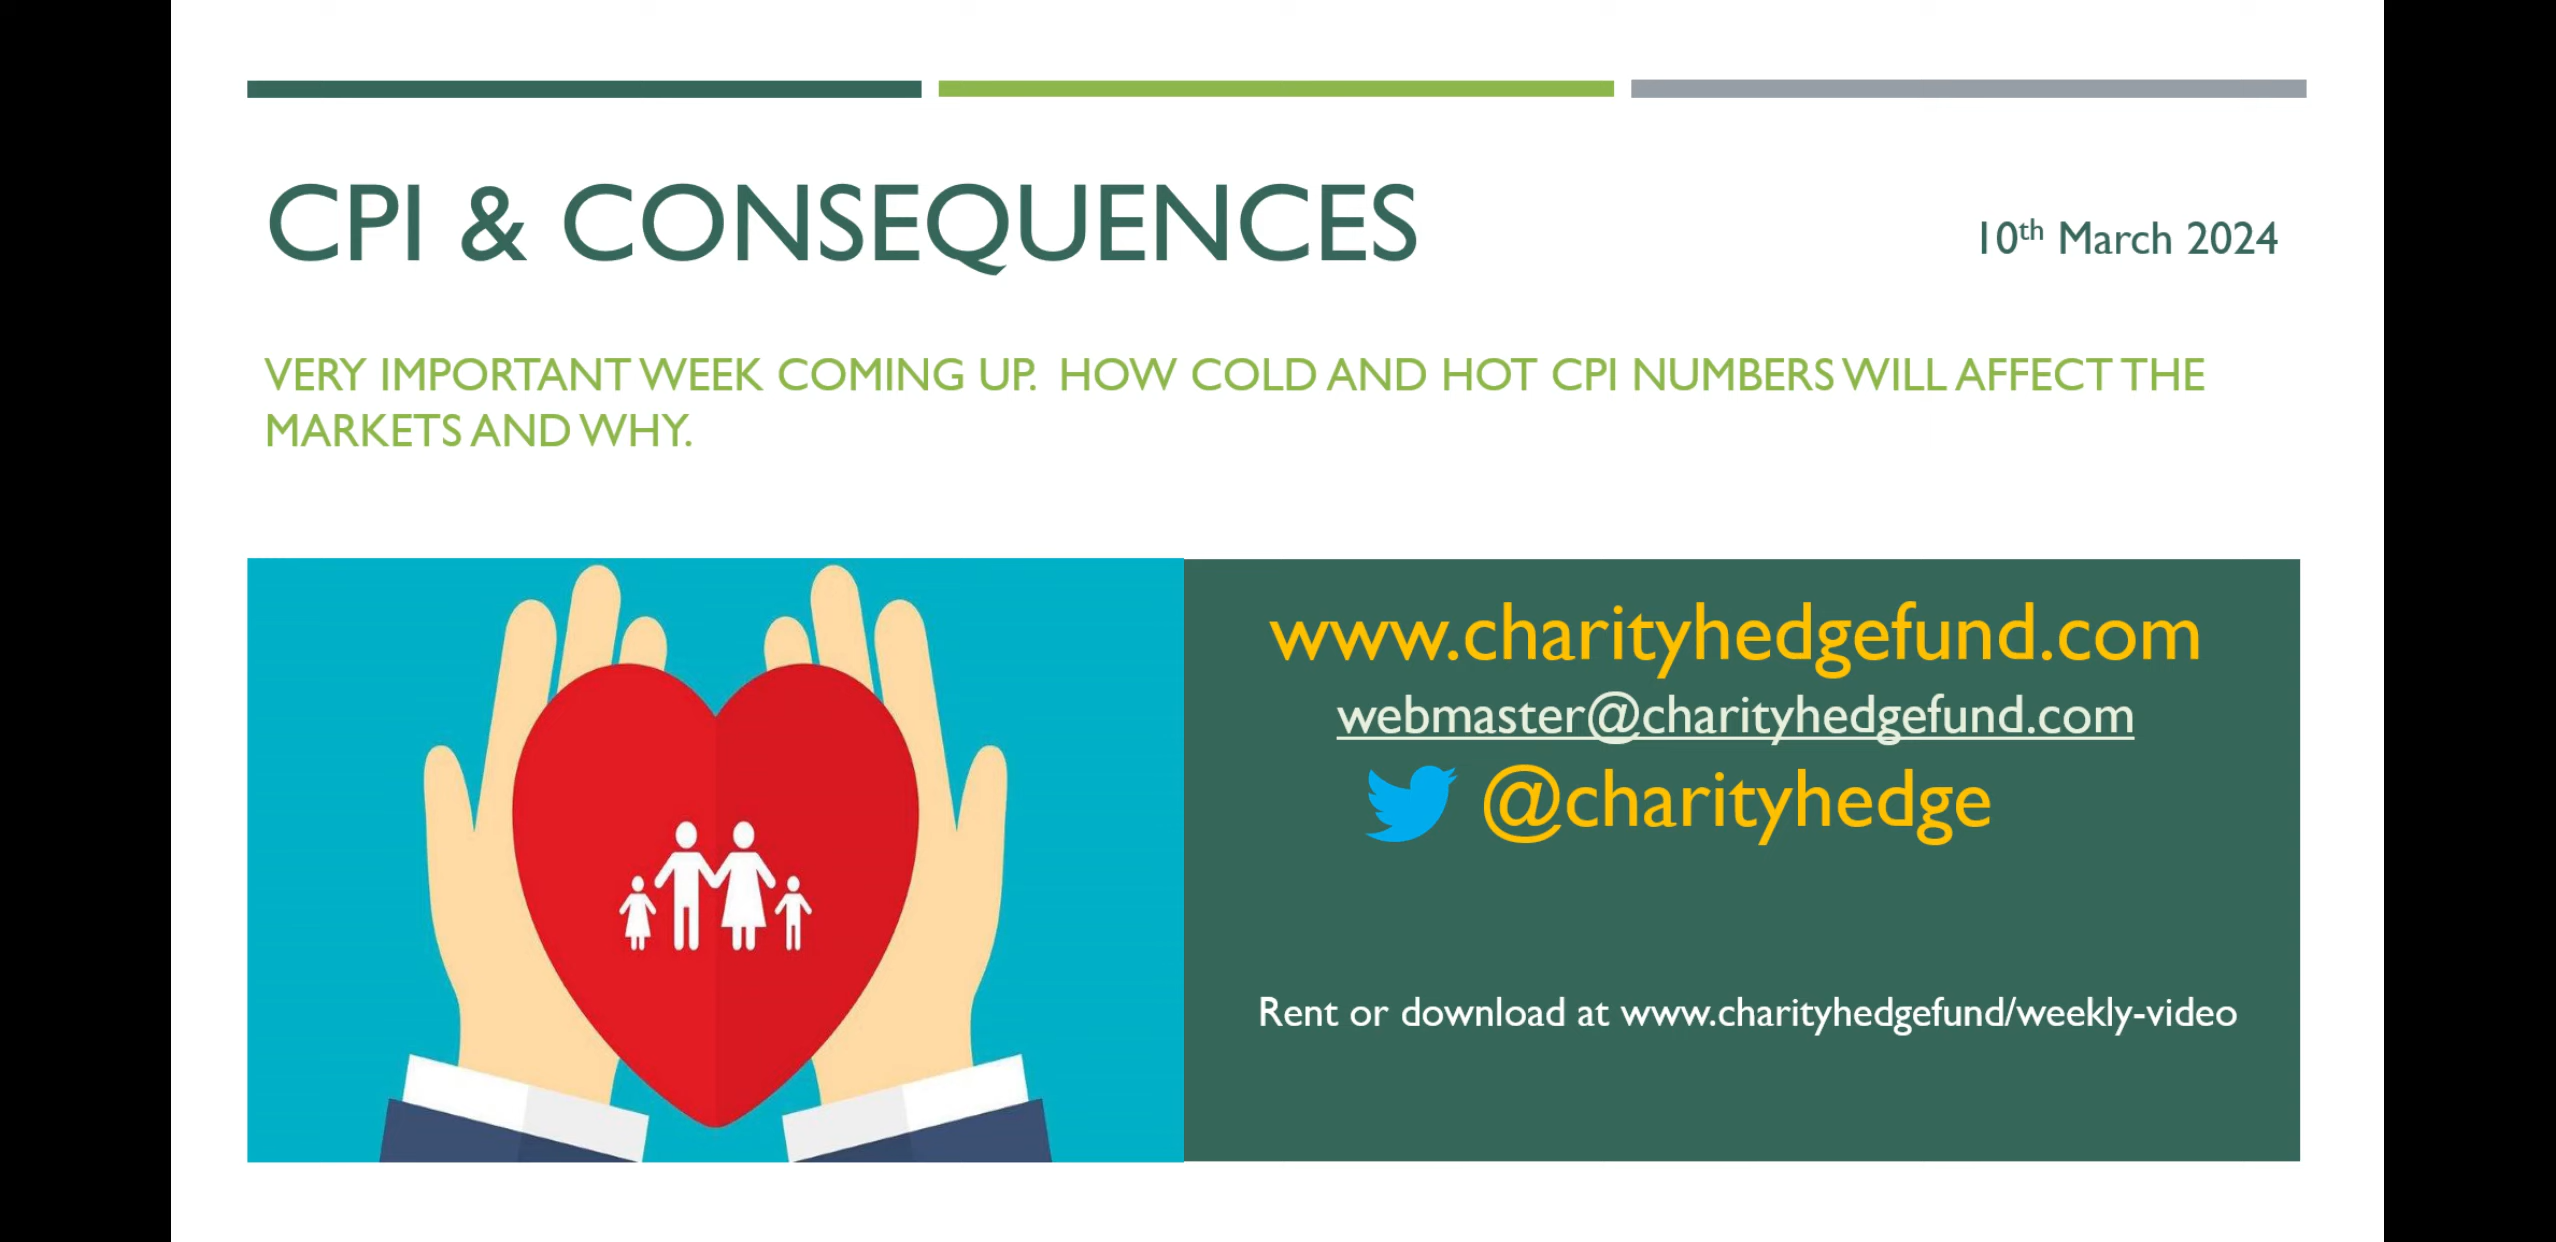 CPI & CONSEQUENCES
10th March 2024
VERY IMPORTANT WEEK COMING UP.  HOW COLD AND HOT CPI NUMBERS WILL AFFECT THE
MARKETS AND WHY.
www.charityhedgefund.com
webmaster@charityhedgefund.com
@charityhedge
Rent or download at www.charityhedgefund/weekly-video